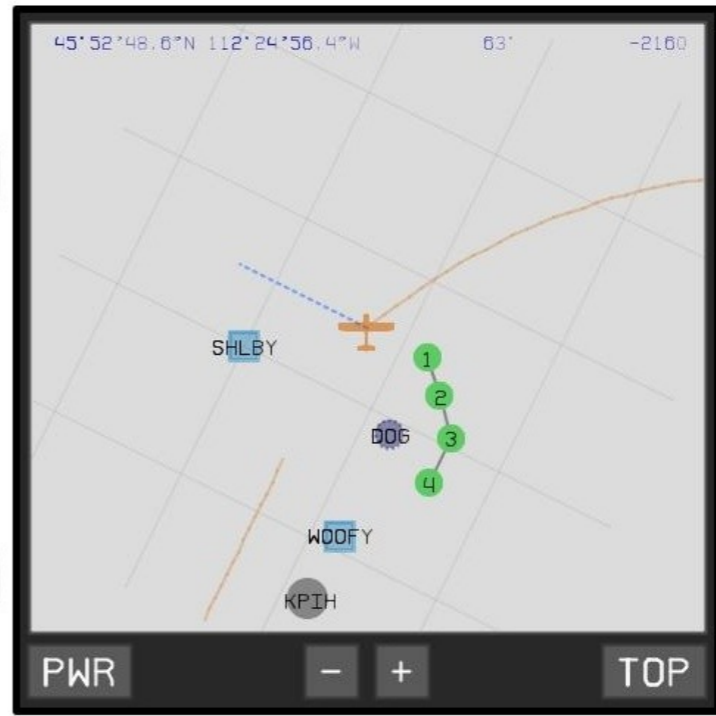 45°52'48.6"N 112°24'56.4"W 63° -2160
SHLBY
1
2
DOG
3
4
WOOFY
KPIH
PWR - + TOP